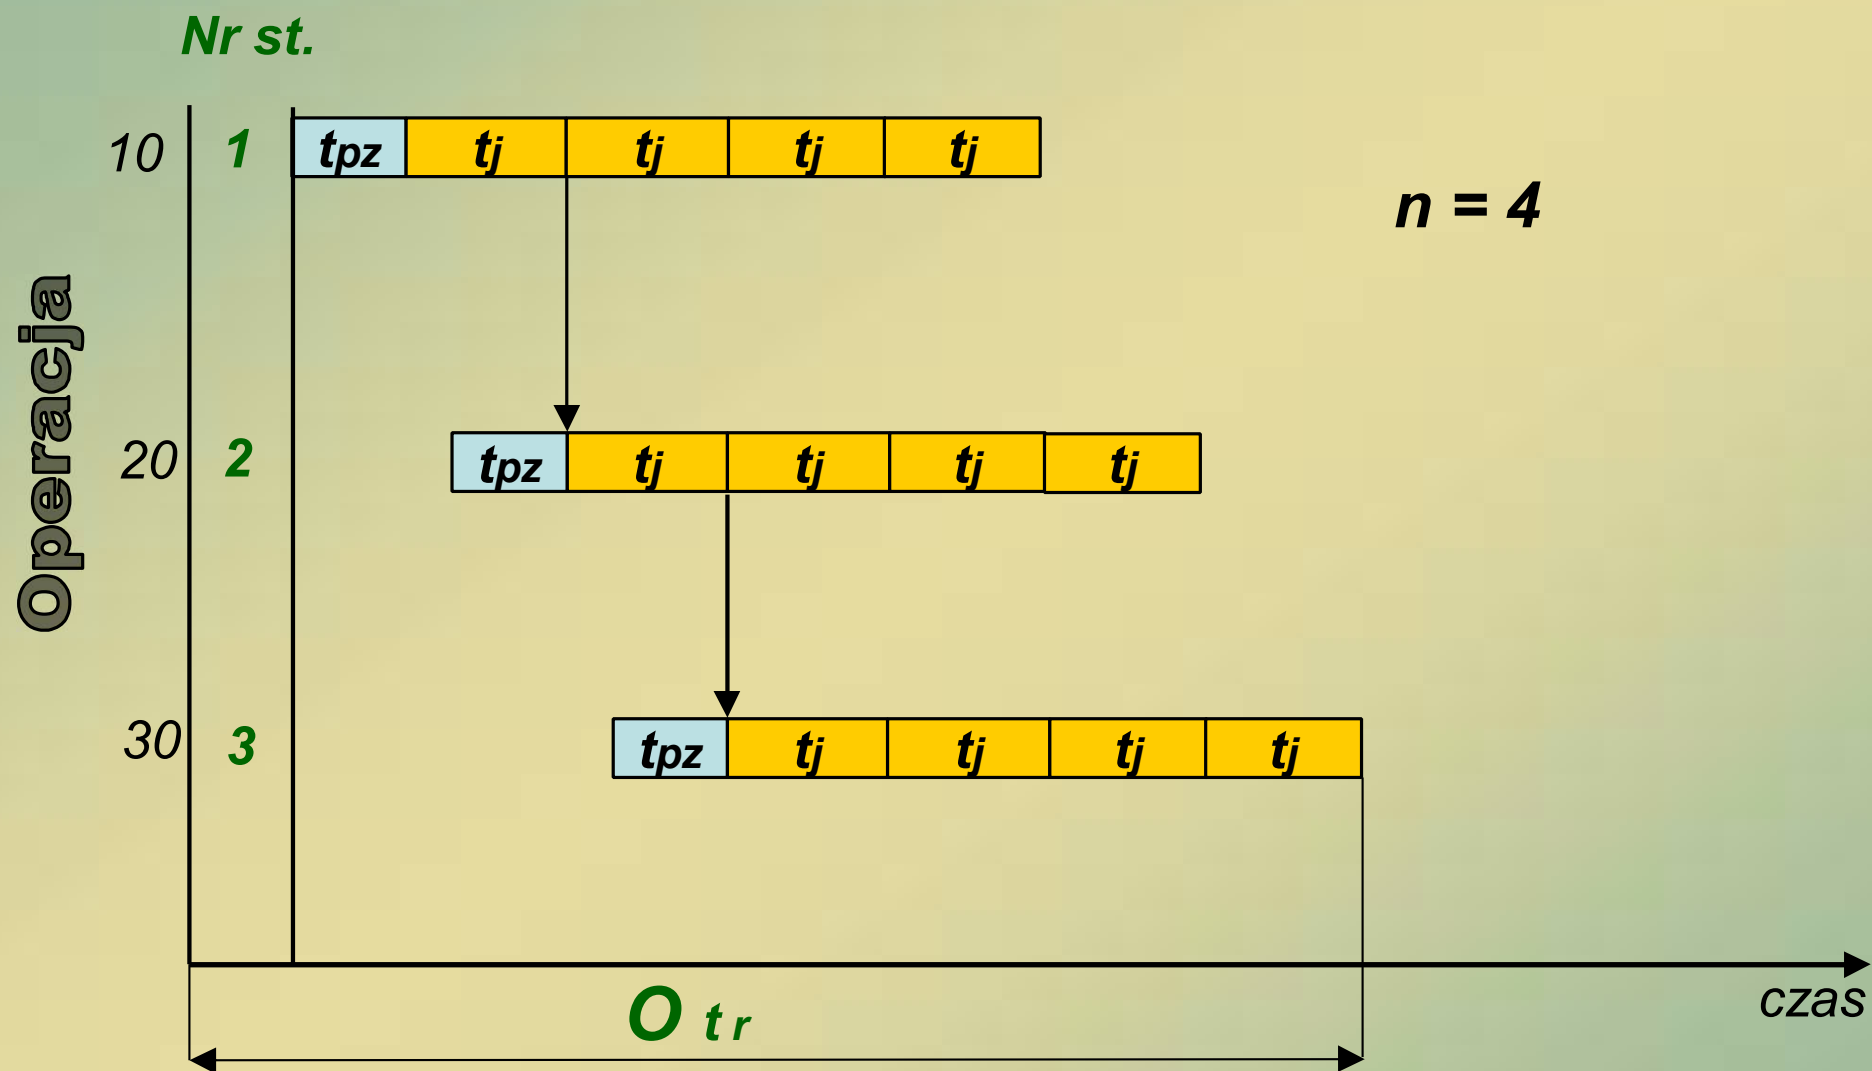 Nr st.
10 1 tpz tj tj tj tj
n = 4
Operacja
20 2 tpz tj tj tj tj
30 3 tpz tj tj tj tj
czas
O t r